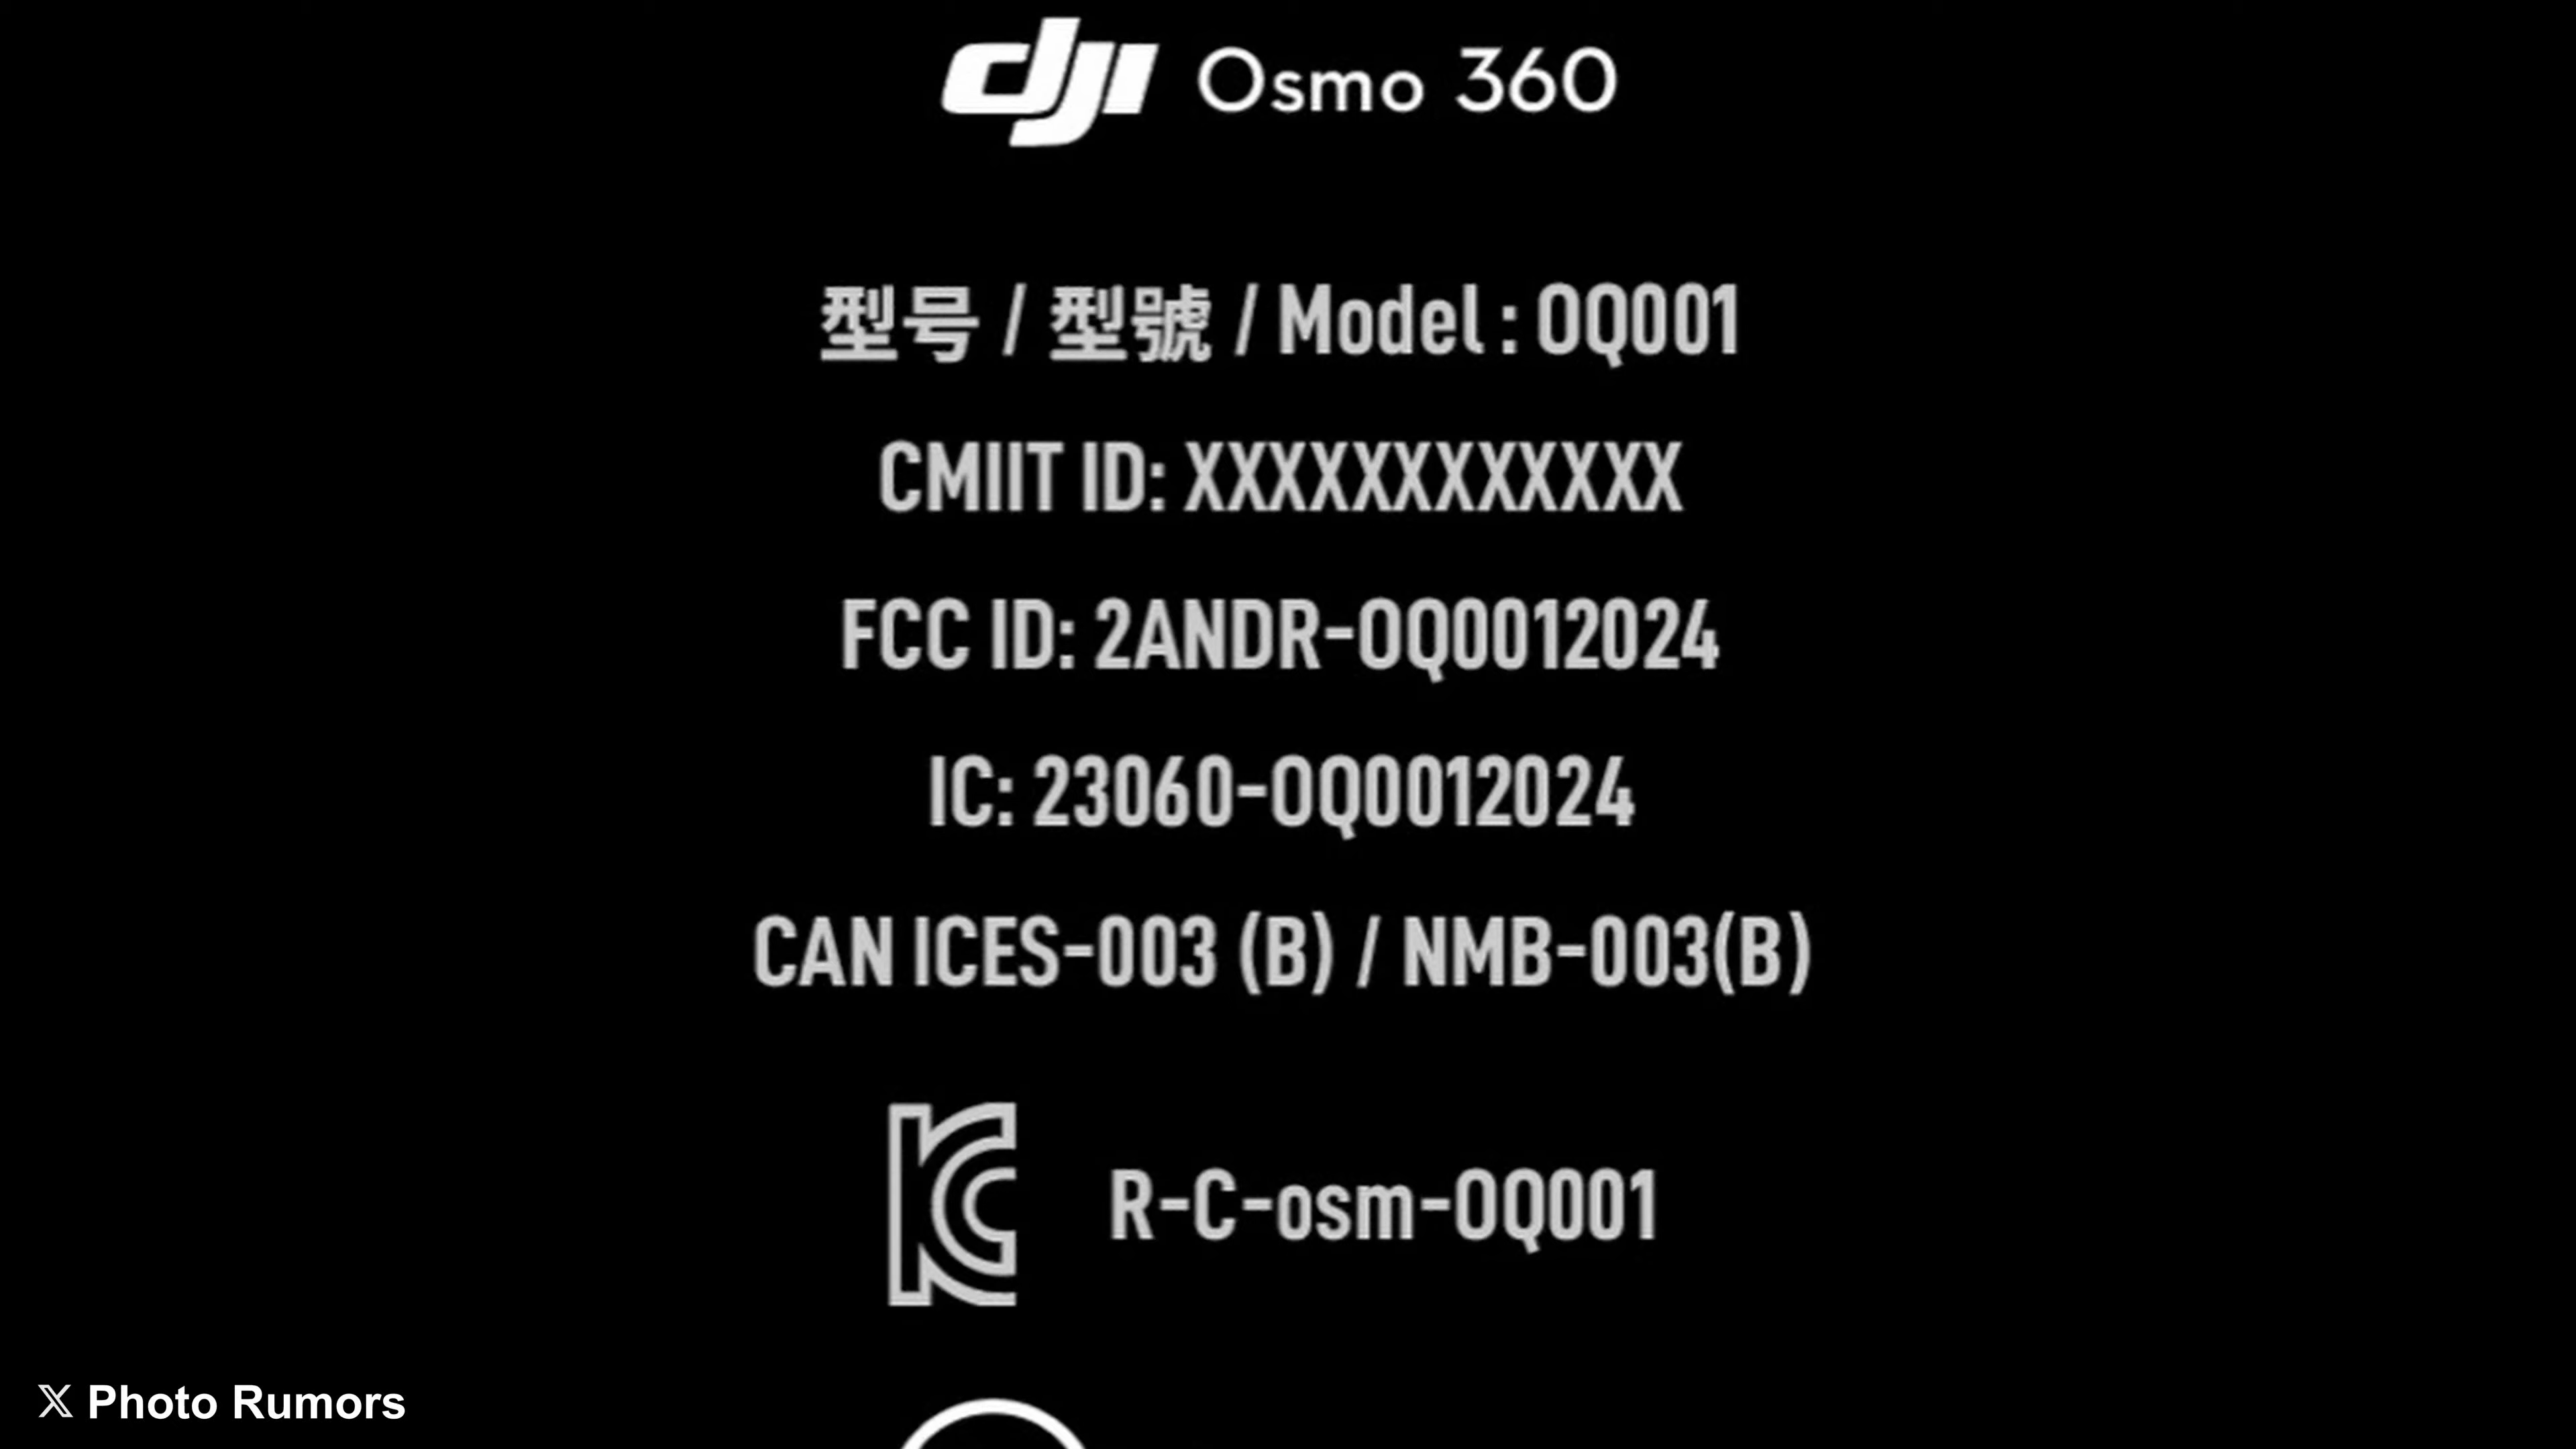 dji Osmo 360
型号 / 型號 / Model : OQ001
CMIIT ID: XXXXXXXXXXXX
FCC ID: 2ANDR-OQ0012024
IC: 23060-OQ0012024
CAN ICES-003 (B) / NMB-003(B)
KC R-C-osm-OQ001
X Photo Rumors